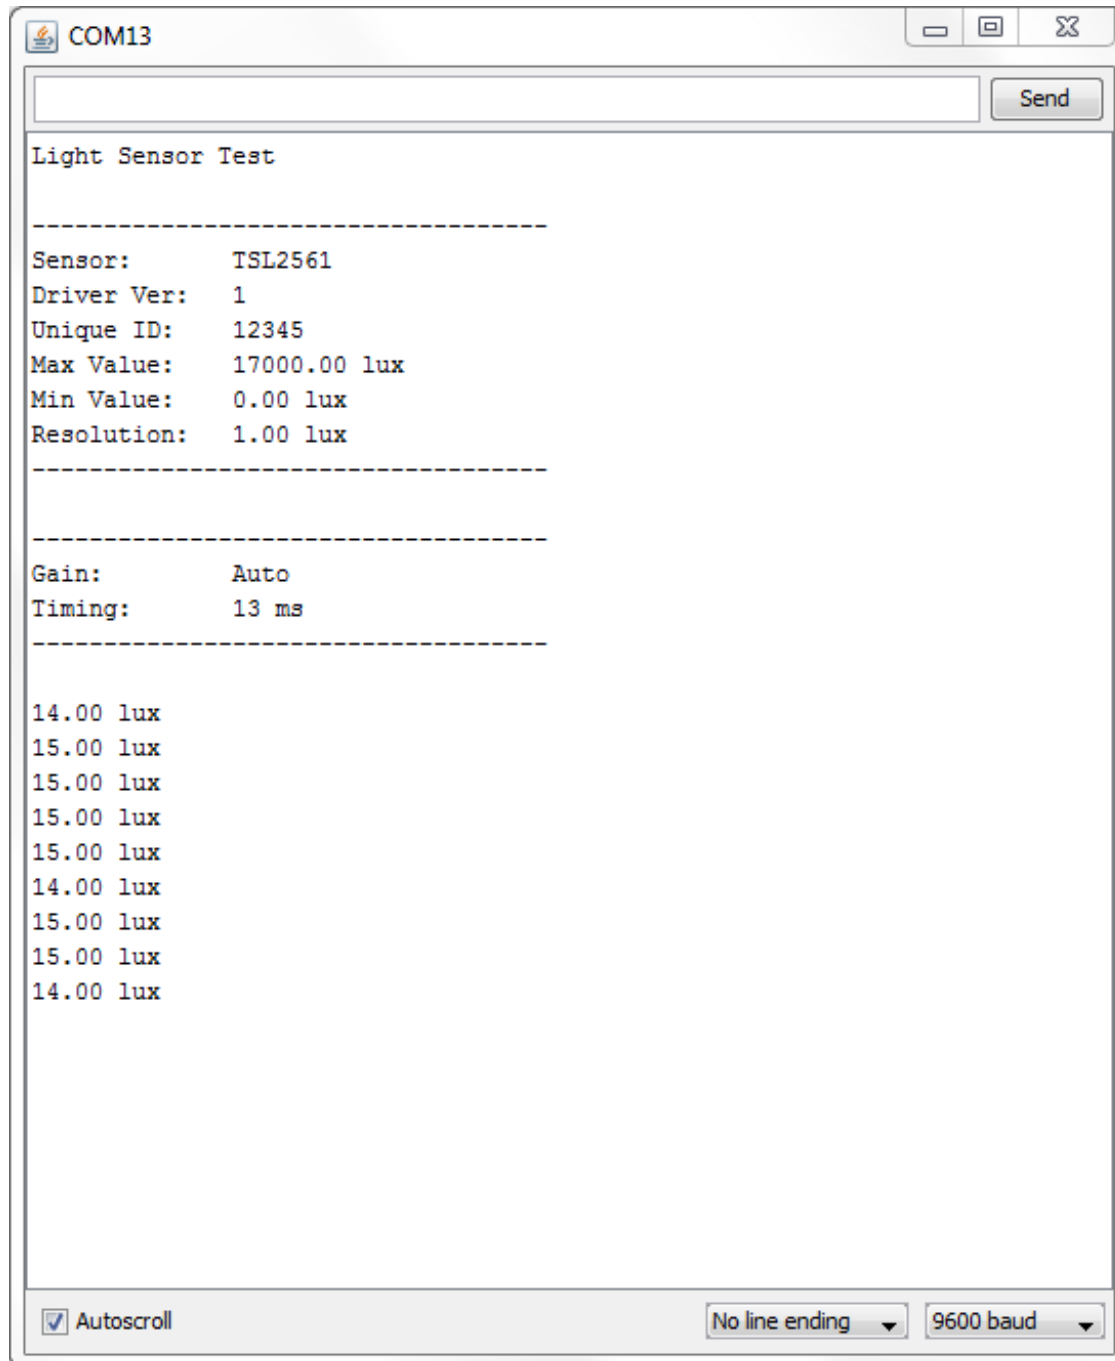 COM13
Send
Light Sensor Test
------------------------------------
Sensor:       TSL2561
Driver Ver:   1
Unique ID:    12345
Max Value:    17000.00 lux
Min Value:    0.00 lux
Resolution:   1.00 lux
------------------------------------
------------------------------------
Gain:         Auto
Timing:       13 ms
------------------------------------
14.00 lux
15.00 lux
15.00 lux
15.00 lux
15.00 lux
14.00 lux
15.00 lux
15.00 lux
14.00 lux
Autoscroll
No line ending
9600 baud